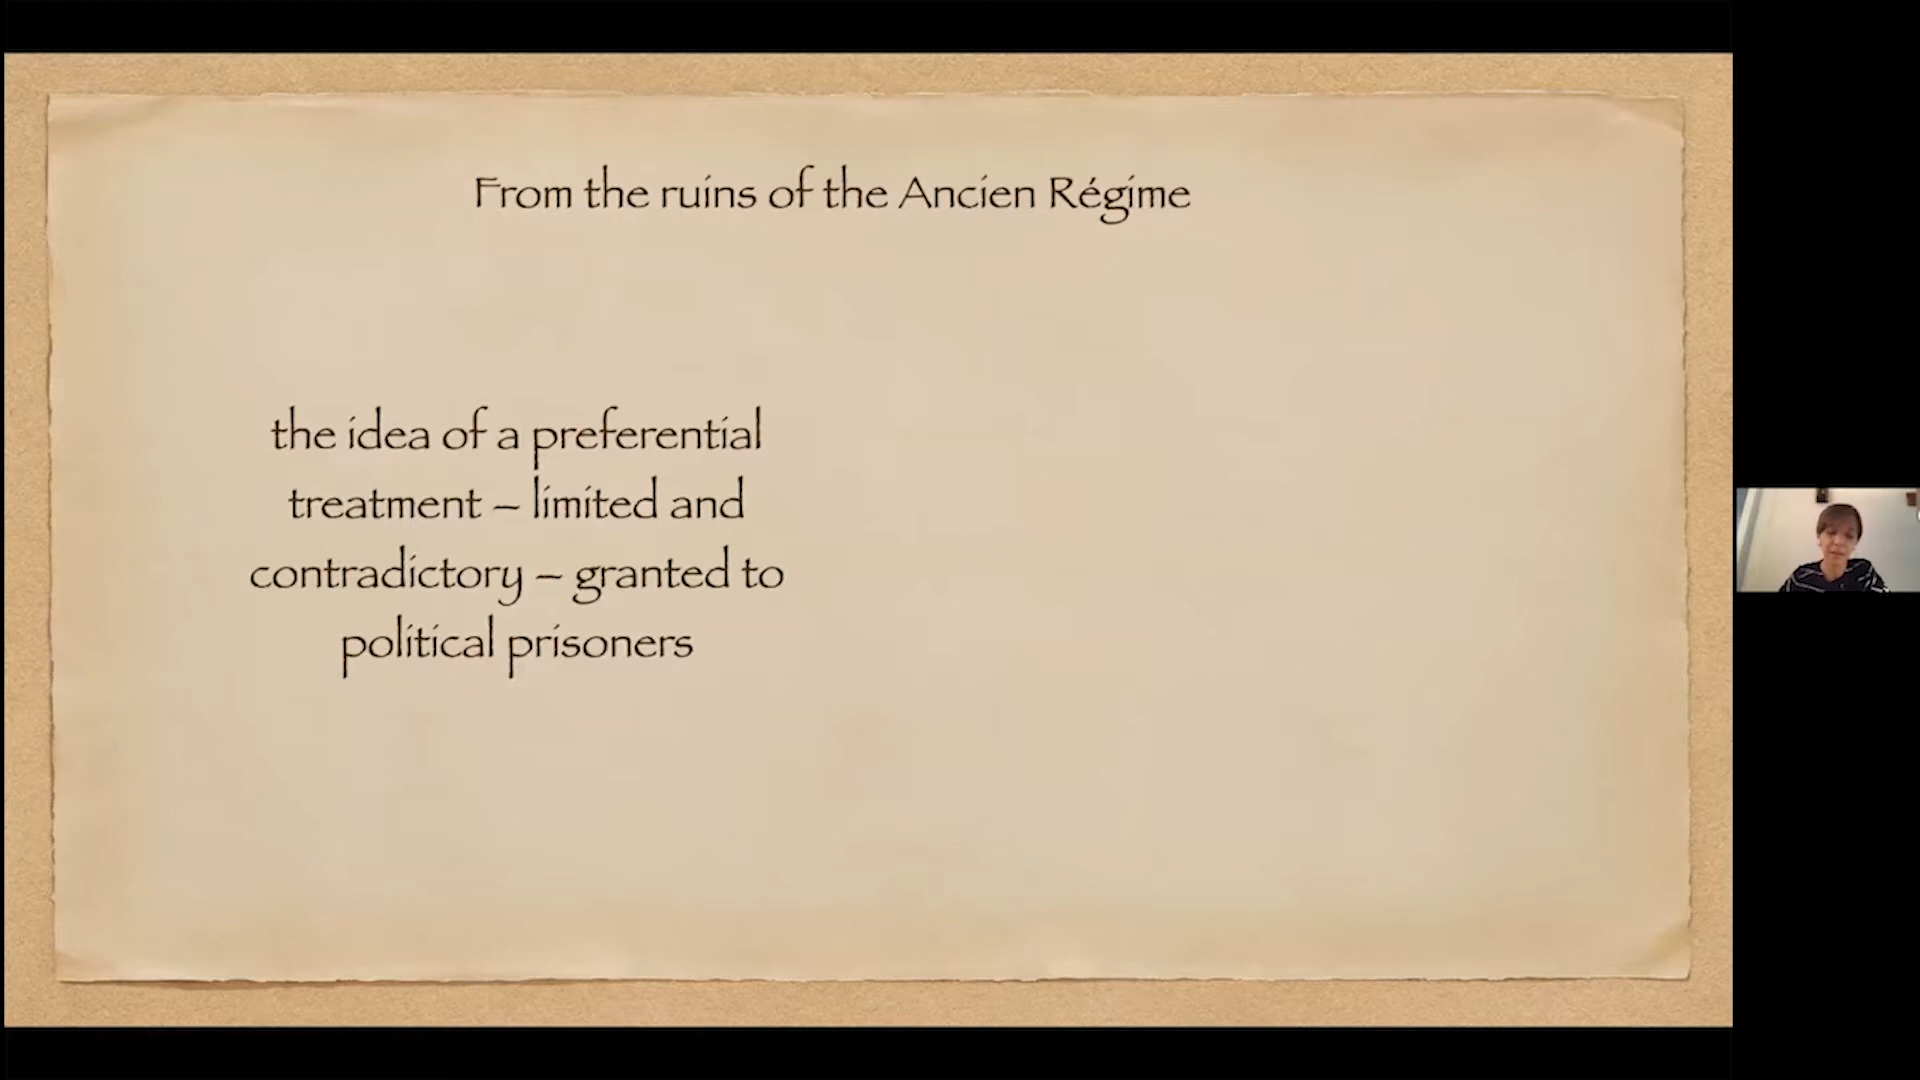 From the ruins of the Ancien Régime
the idea of a preferential
treatment – limited and
contradictory – granted to
political prisoners